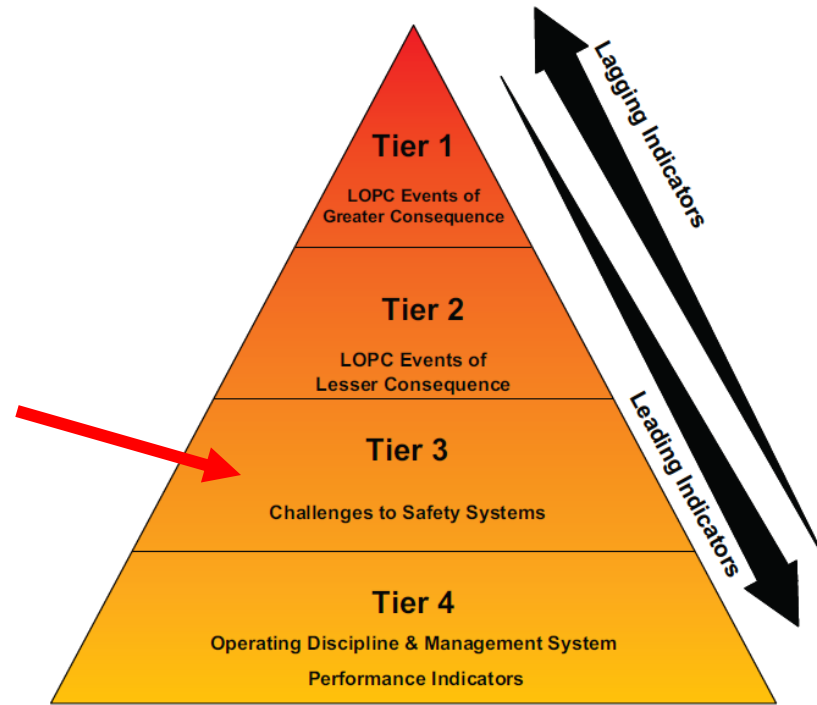 Tier 1
LOPC Events of
Greater Consequence
Tier 2
LOPC Events of
Lesser Consequence
Tier 3
Challenges to Safety Systems
Tier 4
Operating Discipline & Management System
Performance Indicators
Lagging Indicators
Leading Indicators